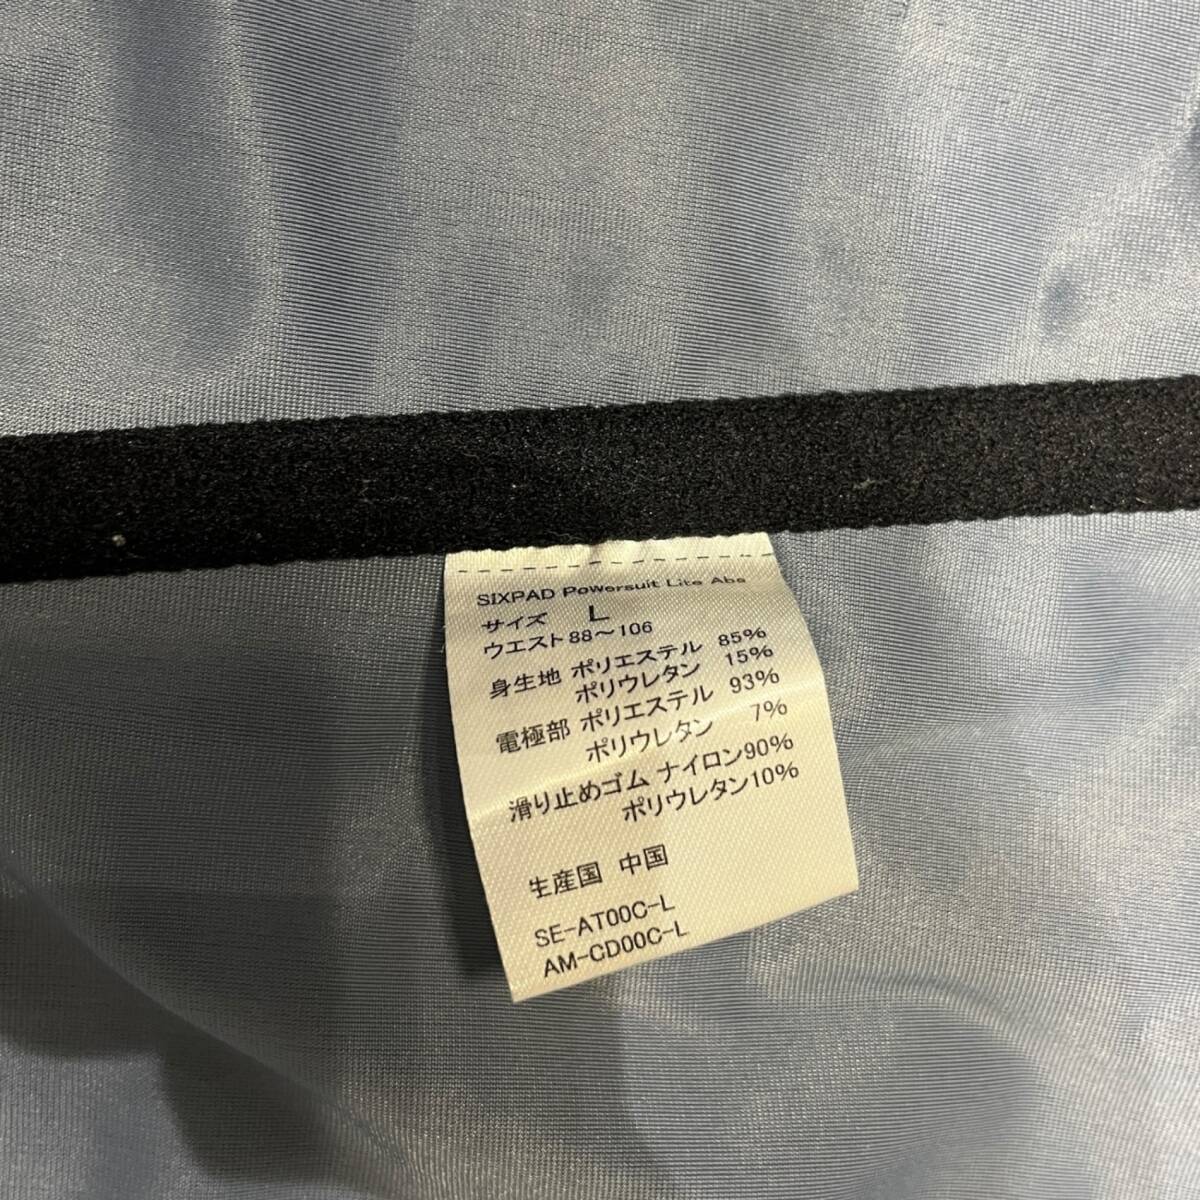 SIXPAD Powersuit Lite Abs
サイズ L
ウエスト88～106
身生地 ポリエステル 85%
ポリウレタン 15%
電極部 ポリエステル 93%
ポリウレタン 7%
滑り止めゴム ナイロン90%
ポリウレタン10%
生産国 中国
SE-AT00C-L
AM-CD00C-L